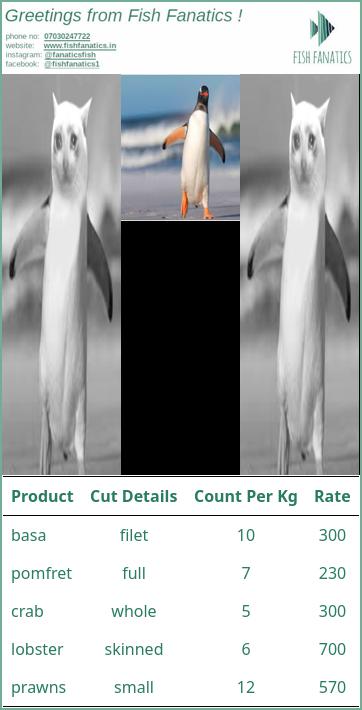 Greetings from Fish Fanatics !
phone no: 07030247722
website: www.fishfanatics.in
instagram: @fanaticsfish
facebook: @fishfanatics1
FISH FANATICS
Product Cut Details Count Per Kg Rate
basa filet 10 300
pomfret full 7 230
crab whole 5 300
lobster skinned 6 700
prawns small 12 570